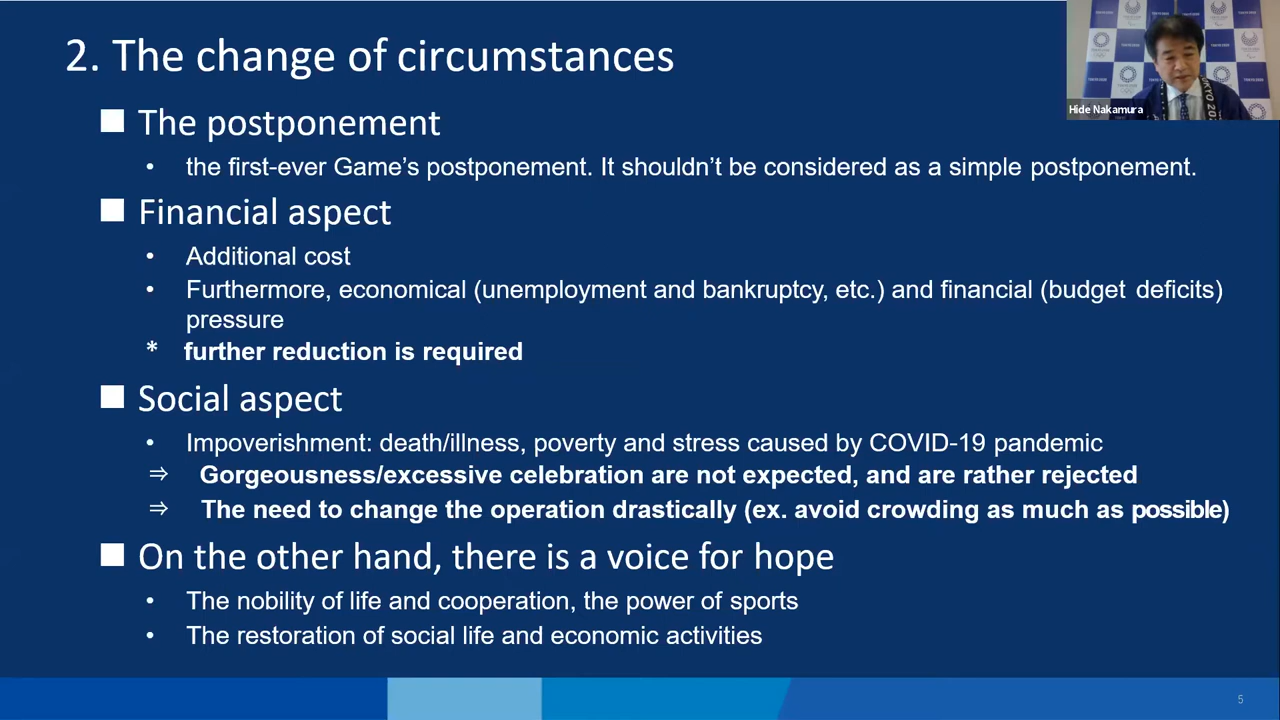 2. The change of circumstances
Hide Nakamura
■ The postponement
• the first-ever Game’s postponement. It shouldn’t be considered as a simple postponement.
■ Financial aspect
• Additional cost
• Furthermore, economical (unemployment and bankruptcy, etc.) and financial (budget deficits)
pressure
* further reduction is required
■ Social aspect
• Impoverishment: death/illness, poverty and stress caused by COVID-19 pandemic
⇒ Gorgeousness/excessive celebration are not expected, and are rather rejected
⇒ The need to change the operation drastically (ex. avoid crowding as much as possible)
■ On the other hand, there is a voice for hope
• The nobility of life and cooperation, the power of sports
• The restoration of social life and economic activities
5